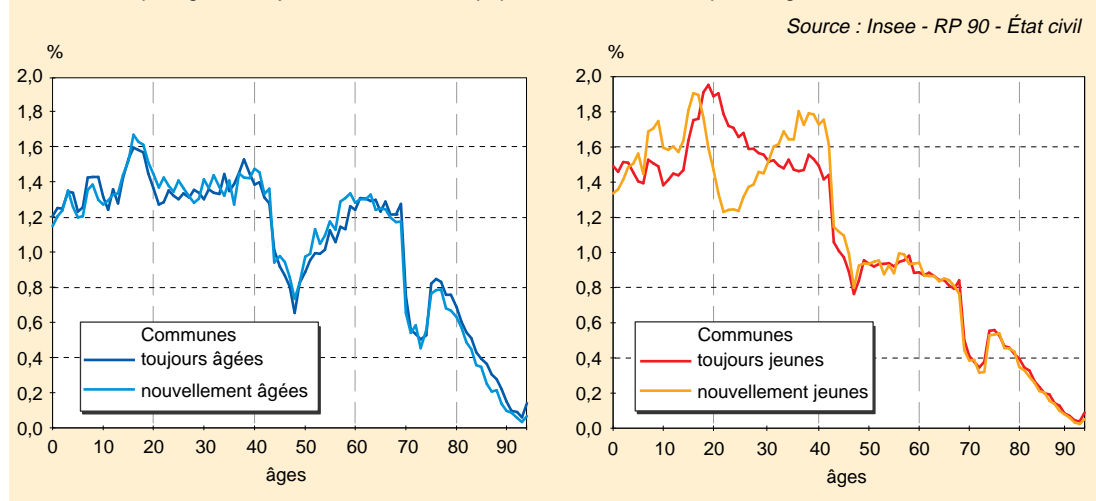 Source : Insee - RP 90 - État civil
%
2,0
1,8
1,6
1,4
1,2
1,0
0,8
0,6
0,4
0,2
0,0
0 10 20 30 40 50 60 70 80 90
âges
Communes
toujours âgées
nouvellement âgées
%
2,0
1,8
1,6
1,4
1,2
1,0
0,8
0,6
0,4
0,2
0,0
0 10 20 30 40 50 60 70 80 90
âges
Communes
toujours jeunes
nouvellement jeunes